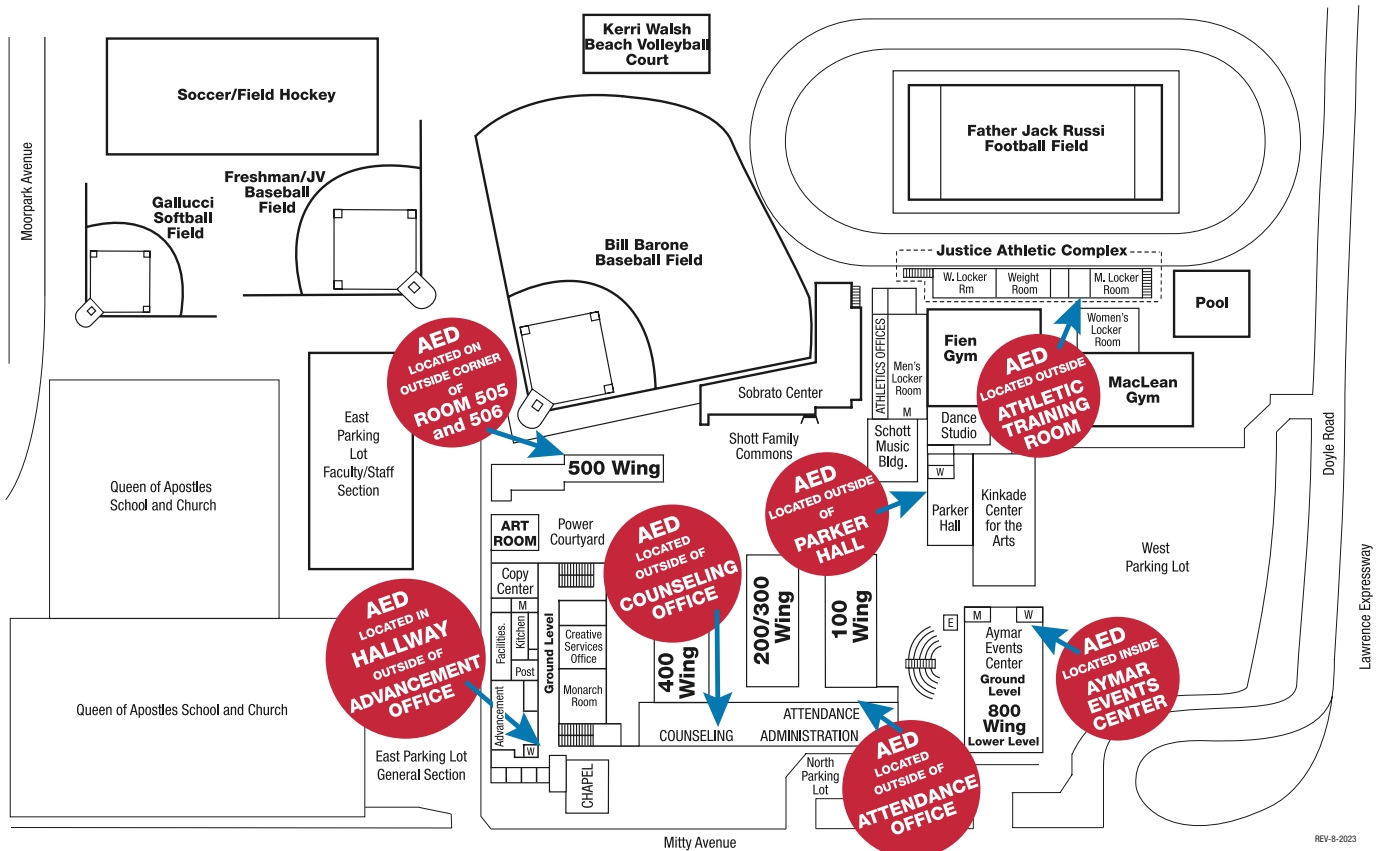 Kerri Walsh
Beach Volleyball
Court
Soccer/Field Hockey
Father Jack Russi
Football Field
Moorpark Avenue
Freshman/JV
Baseball
Field
Gallucci
Softball
Field
Bill Barone
Baseball Field
Justice Athletic Complex
W. Locker
Rm
Weight
Room
M. Locker
Room
Pool
Women's
Locker
Room
Fien
Gym
ATHLETICS OFFICES
Men's
Locker
Room
M
MacLean
Gym
AED
LOCATED OUTSIDE
ATHLETIC
TRAINING
ROOM
AED
LOCATED ON
OUTSIDE CORNER
OF
ROOM 505
and 506
Sobrato Center
Dance
Studio
Shott Family
Commons
Schott
Music
Bldg.
East
Parking
Lot
Faculty/Staff
Section
500 Wing
W
Parker
Hall
Kinkade
Center
for the
Arts
AED
LOCATED OUTSIDE
OF
PARKER
HALL
Doyle Road
Queen of Apostles
School and Church
ART
ROOM
Power
Courtyard
West
Parking Lot
Lawrence Expressway
AED
LOCATED
OUTSIDE OF
COUNSELING
OFFICE
Copy
Center
M
Facilities.
Kitchen
Post
Advancement
W
Ground Level
Creative
Services
Office
Monarch
Room
400
Wing
200/300
Wing
100
Wing
E
M
W
Aymar
Events
Center
Ground
Level
800
Wing
Lower Level
AED
LOCATED INSIDE
AYMAR
EVENTS
CENTER
AED
LOCATED IN
HALLWAY
OUTSIDE OF
ADVANCEMENT
OFFICE
Queen of Apostles School and Church
ATTENDANCE
COUNSELING
ADMINISTRATION
East Parking Lot
General Section
CHAPEL
North
Parking
Lot
AED
LOCATED
OUTSIDE OF
ATTENDANCE
OFFICE
Mitty Avenue
REV-8-2023